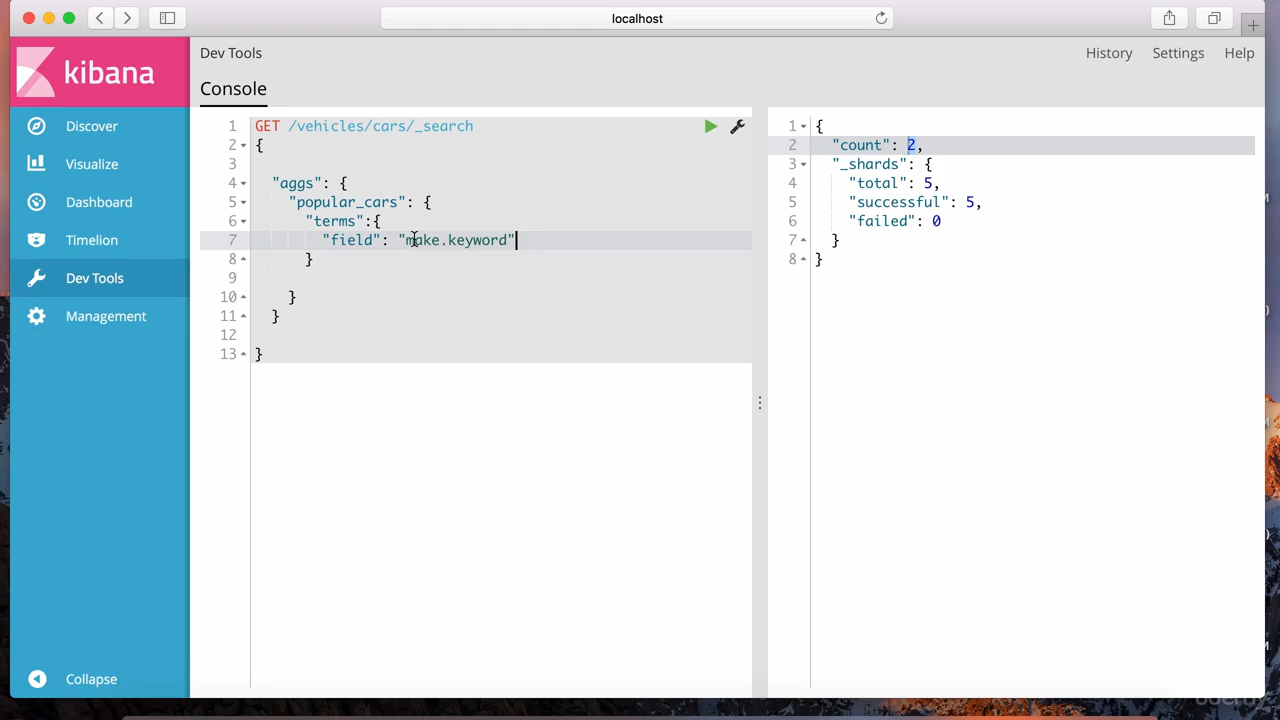 localhost
kibana
Discover
Visualize
Dashboard
Timelion
Dev Tools
Management
Collapse
Dev Tools
History Settings Help
Console
1 GET /vehicles/cars/_search
2 {
3
4 "aggs": {
5 "popular_cars": {
6 "terms":{
7 "field": "make.keyword"
8 }
9
10 }
11 }
12
13 }
1 {
2 "count": 2,
3 "_shards": {
4 "total": 5,
5 "successful": 5,
6 "failed": 0
7 }
8 }